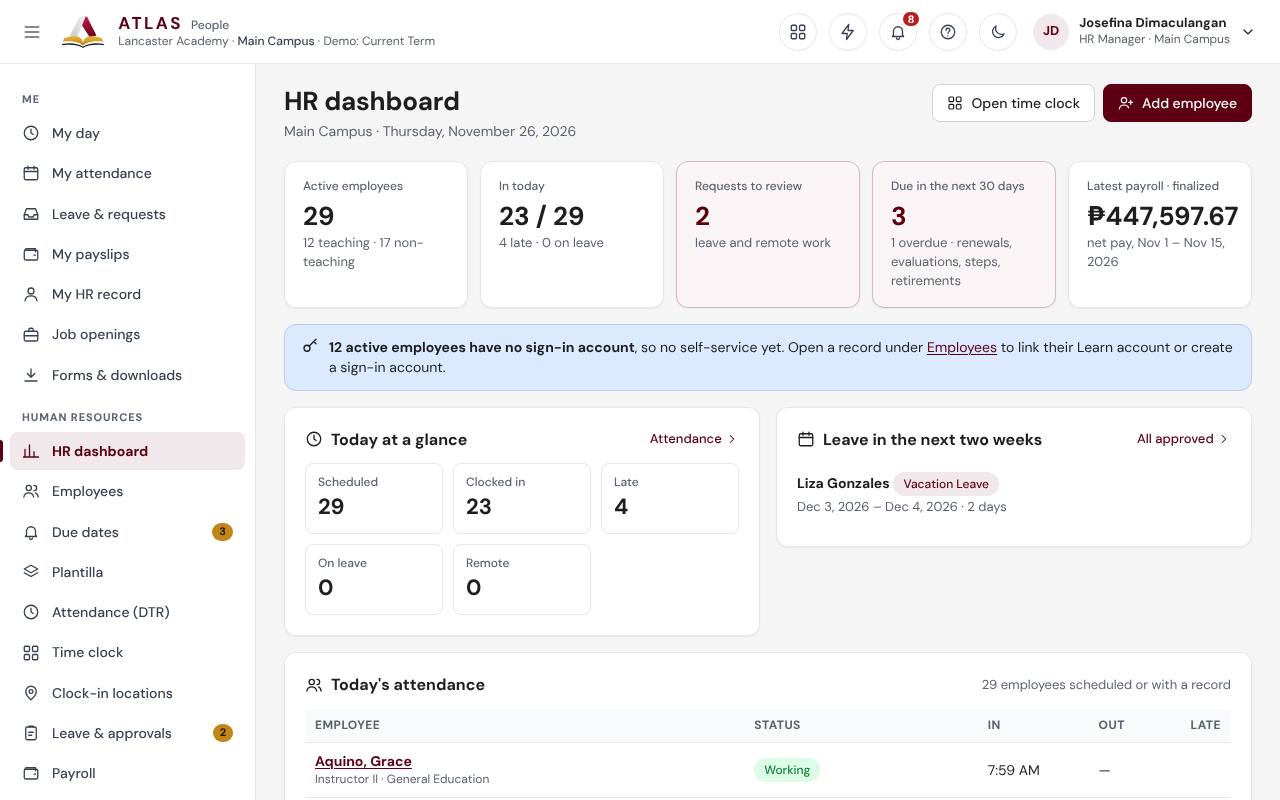 ATLAS People
Lancaster Academy · Main Campus · Demo: Current Term
8
JD
Josefina Dimaculangan
HR Manager · Main Campus
ME
My day
My attendance
Leave & requests
My payslips
My HR record
Job openings
Forms & downloads
HUMAN RESOURCES
HR dashboard
Employees
Due dates 3
Plantilla
Attendance (DTR)
Time clock
Clock-in locations
Leave & approvals 2
Payroll
HR dashboard
Main Campus · Thursday, November 26, 2026
Open time clock
Add employee
Active employees
29
12 teaching · 17 non-
teaching
In today
23 / 29
4 late · 0 on leave
Requests to review
2
leave and remote work
Due in the next 30 days
3
1 overdue · renewals,
evaluations, steps,
retirements
Latest payroll · finalized
₱447,597.67
net pay, Nov 1 – Nov 15,
2026
12 active employees have no sign-in account, so no self-service yet. Open a record under Employees to link their Learn account or create
a sign-in account.
Today at a glance
Attendance
Scheduled
29
Clocked in
23
Late
4
On leave
0
Remote
0
Leave in the next two weeks
All approved
Liza Gonzales Vacation Leave
Dec 3, 2026 – Dec 4, 2026 · 2 days
Today's attendance
29 employees scheduled or with a record
EMPLOYEE STATUS IN OUT LATE
Aquino, Grace
Instructor II · General Education
Working
7:59 AM
—